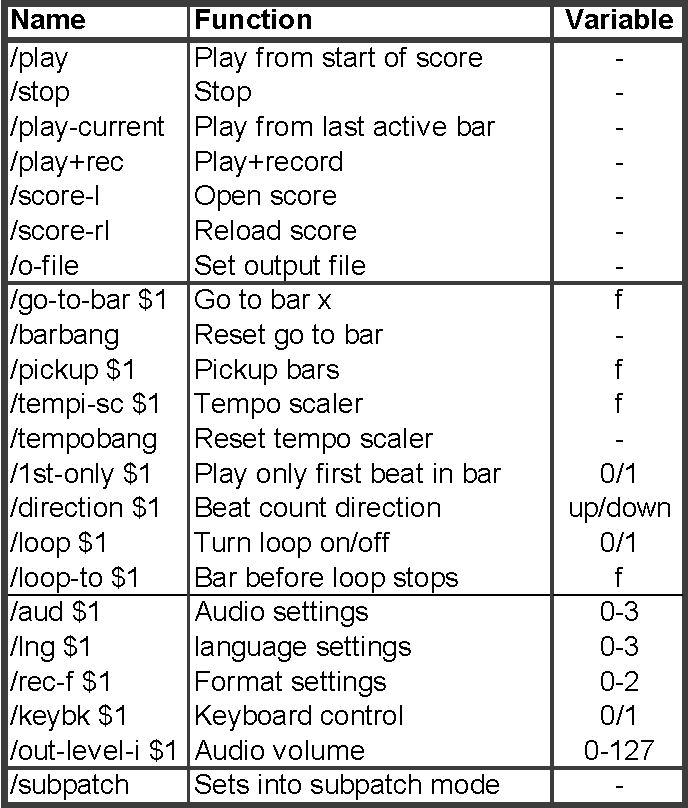 Name Function Variable
/play Play from start of score -
/stop Stop -
/play-current Play from last active bar -
/play+rec Play+record -
/score-l Open score -
/score-rl Reload score -
/o-file Set output file -
/go-to-bar $1 Go to bar x f
/barbang Reset go to bar -
/pickup $1 Pickup bars f
/tempi-sc $1 Tempo scaler f
/tempobang Reset tempo scaler -
/1st-only $1 Play only first beat in bar 0/1
/direction $1 Beat count direction up/down
/loop $1 Turn loop on/off 0/1
/loop-to $1 Bar before loop stops f
/aud $1 Audio settings 0-3
/lng $1 language settings 0-3
/rec-f $1 Format settings 0-2
/keybk $1 Keyboard control 0/1
/out-level-i $1 Audio volume 0-127
/subpatch Sets into subpatch mode -